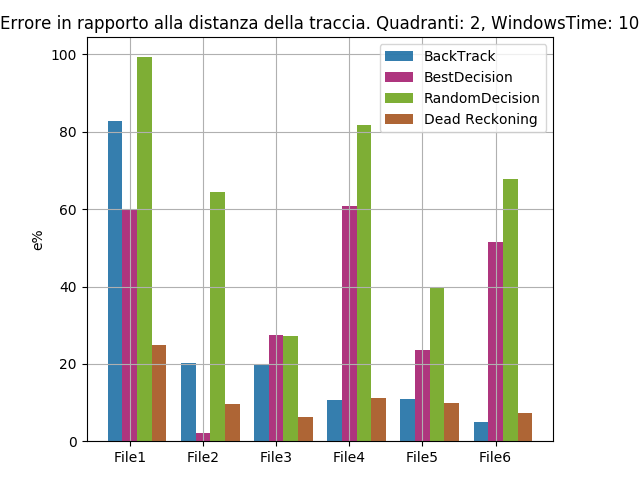 Errore in rapporto alla distanza della traccia. Quadranti: 2, WindowsTime: 10
BackTrack
BestDecision
RandomDecision
Dead Reckoning
e%
100
80
60
40
20
0
File1 File2 File3 File4 File5 File6